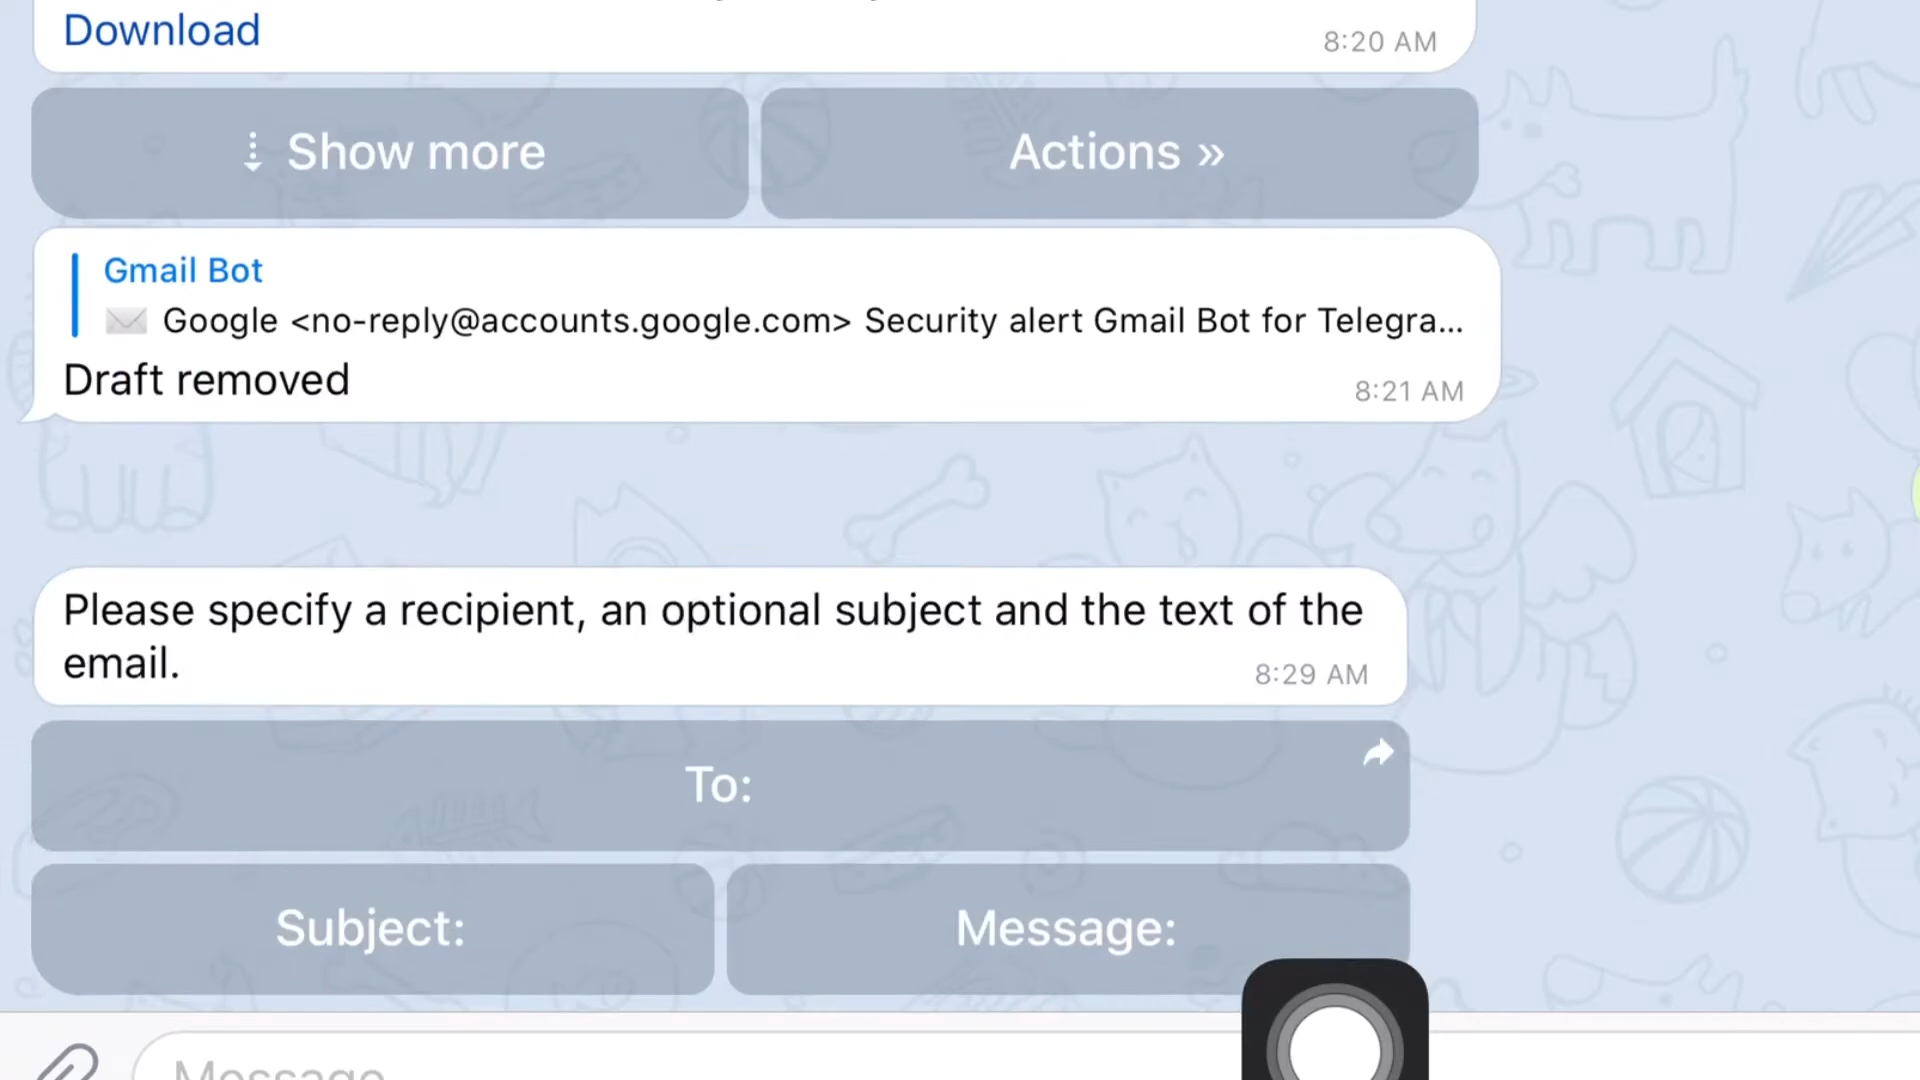 Download
8:20 AM
Show more
Actions »
Gmail Bot
Google <no-reply@accounts.google.com> Security alert Gmail Bot for Telegra...
Draft removed
8:21 AM
Please specify a recipient, an optional subject and the text of the
email.
8:29 AM
To:
Subject:
Message:
Message